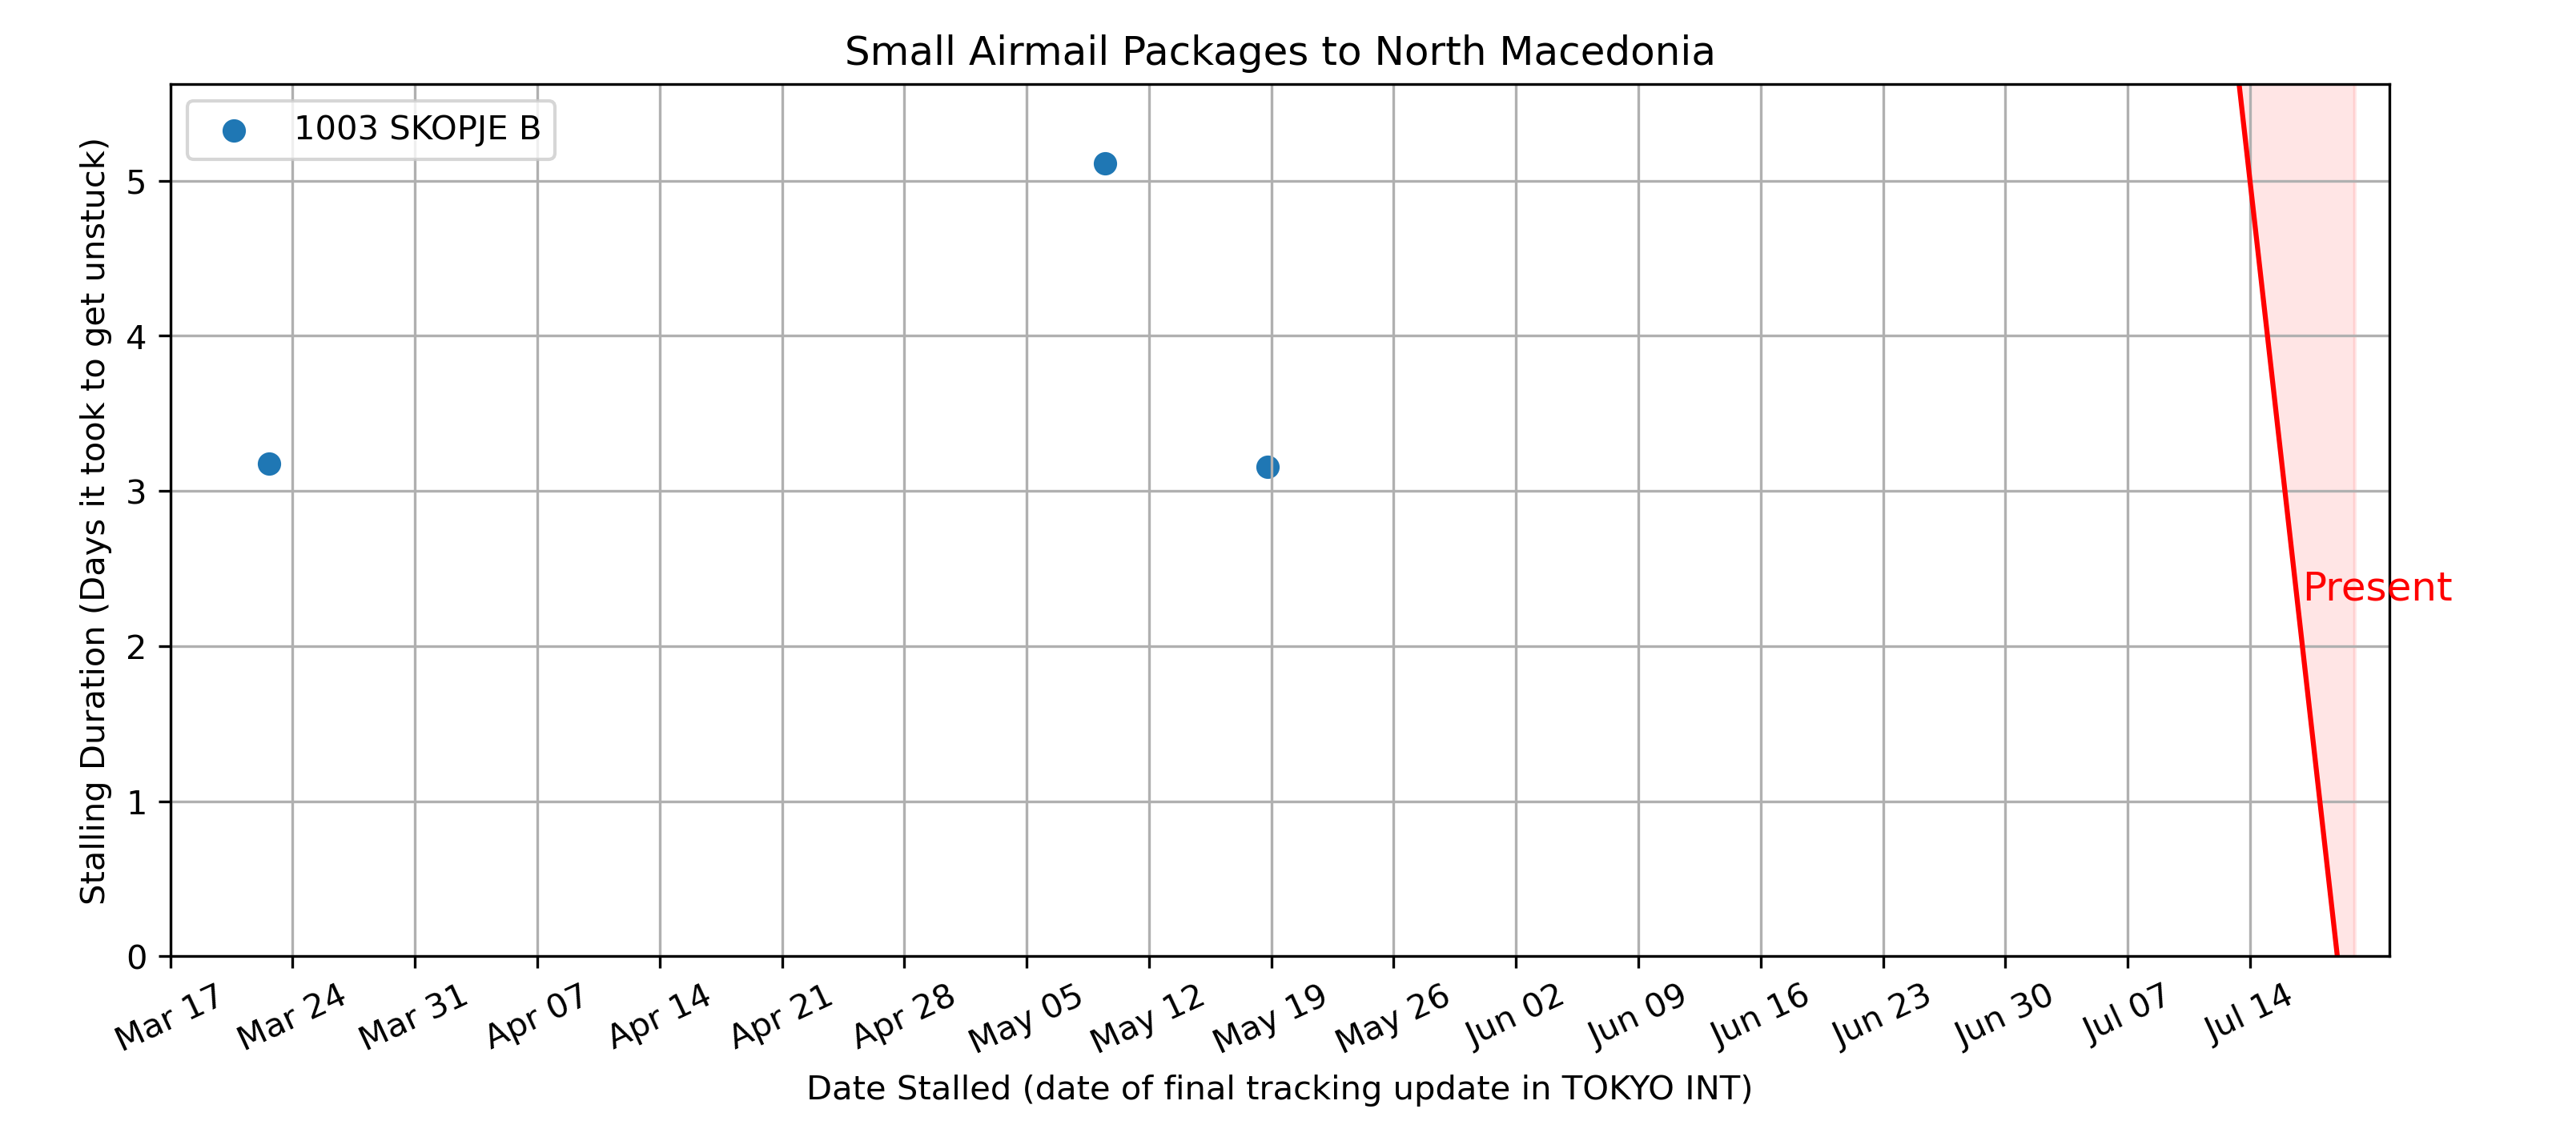 Small Airmail Packages to North Macedonia
1003 SKOPJE B
Stalling Duration (Days it took to get unstuck)
5
4
3
2
1
0
Present
Mar 17
Mar 24
Mar 31
Apr 07
Apr 14
Apr 21
Apr 28
May 05
May 12
May 19
May 26
Jun 02
Jun 09
Jun 16
Jun 23
Jun 30
Jul 07
Jul 14
Date Stalled (date of final tracking update in TOKYO INT)